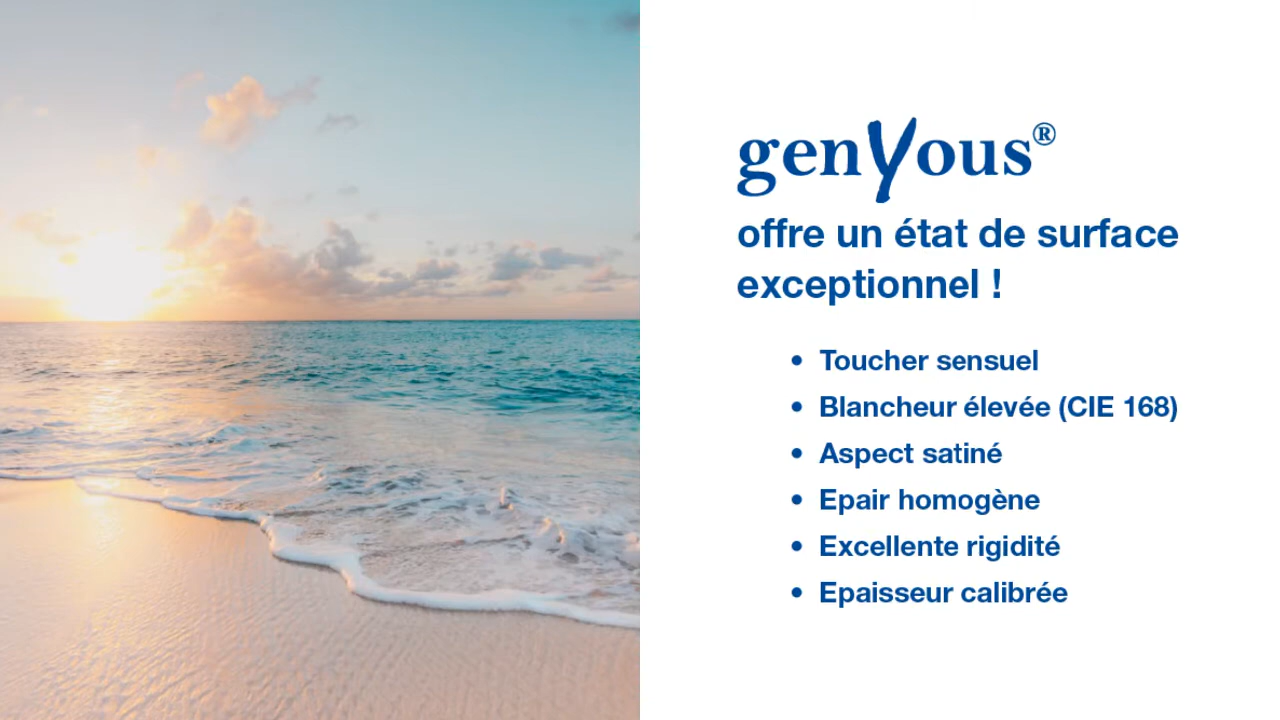 genYous®
offre un état de surface
exceptionnel !
• Toucher sensuel
• Blancheur élevée (CIE 168)
• Aspect satiné
• Epair homogène
• Excellente rigidité
• Epaisseur calibrée